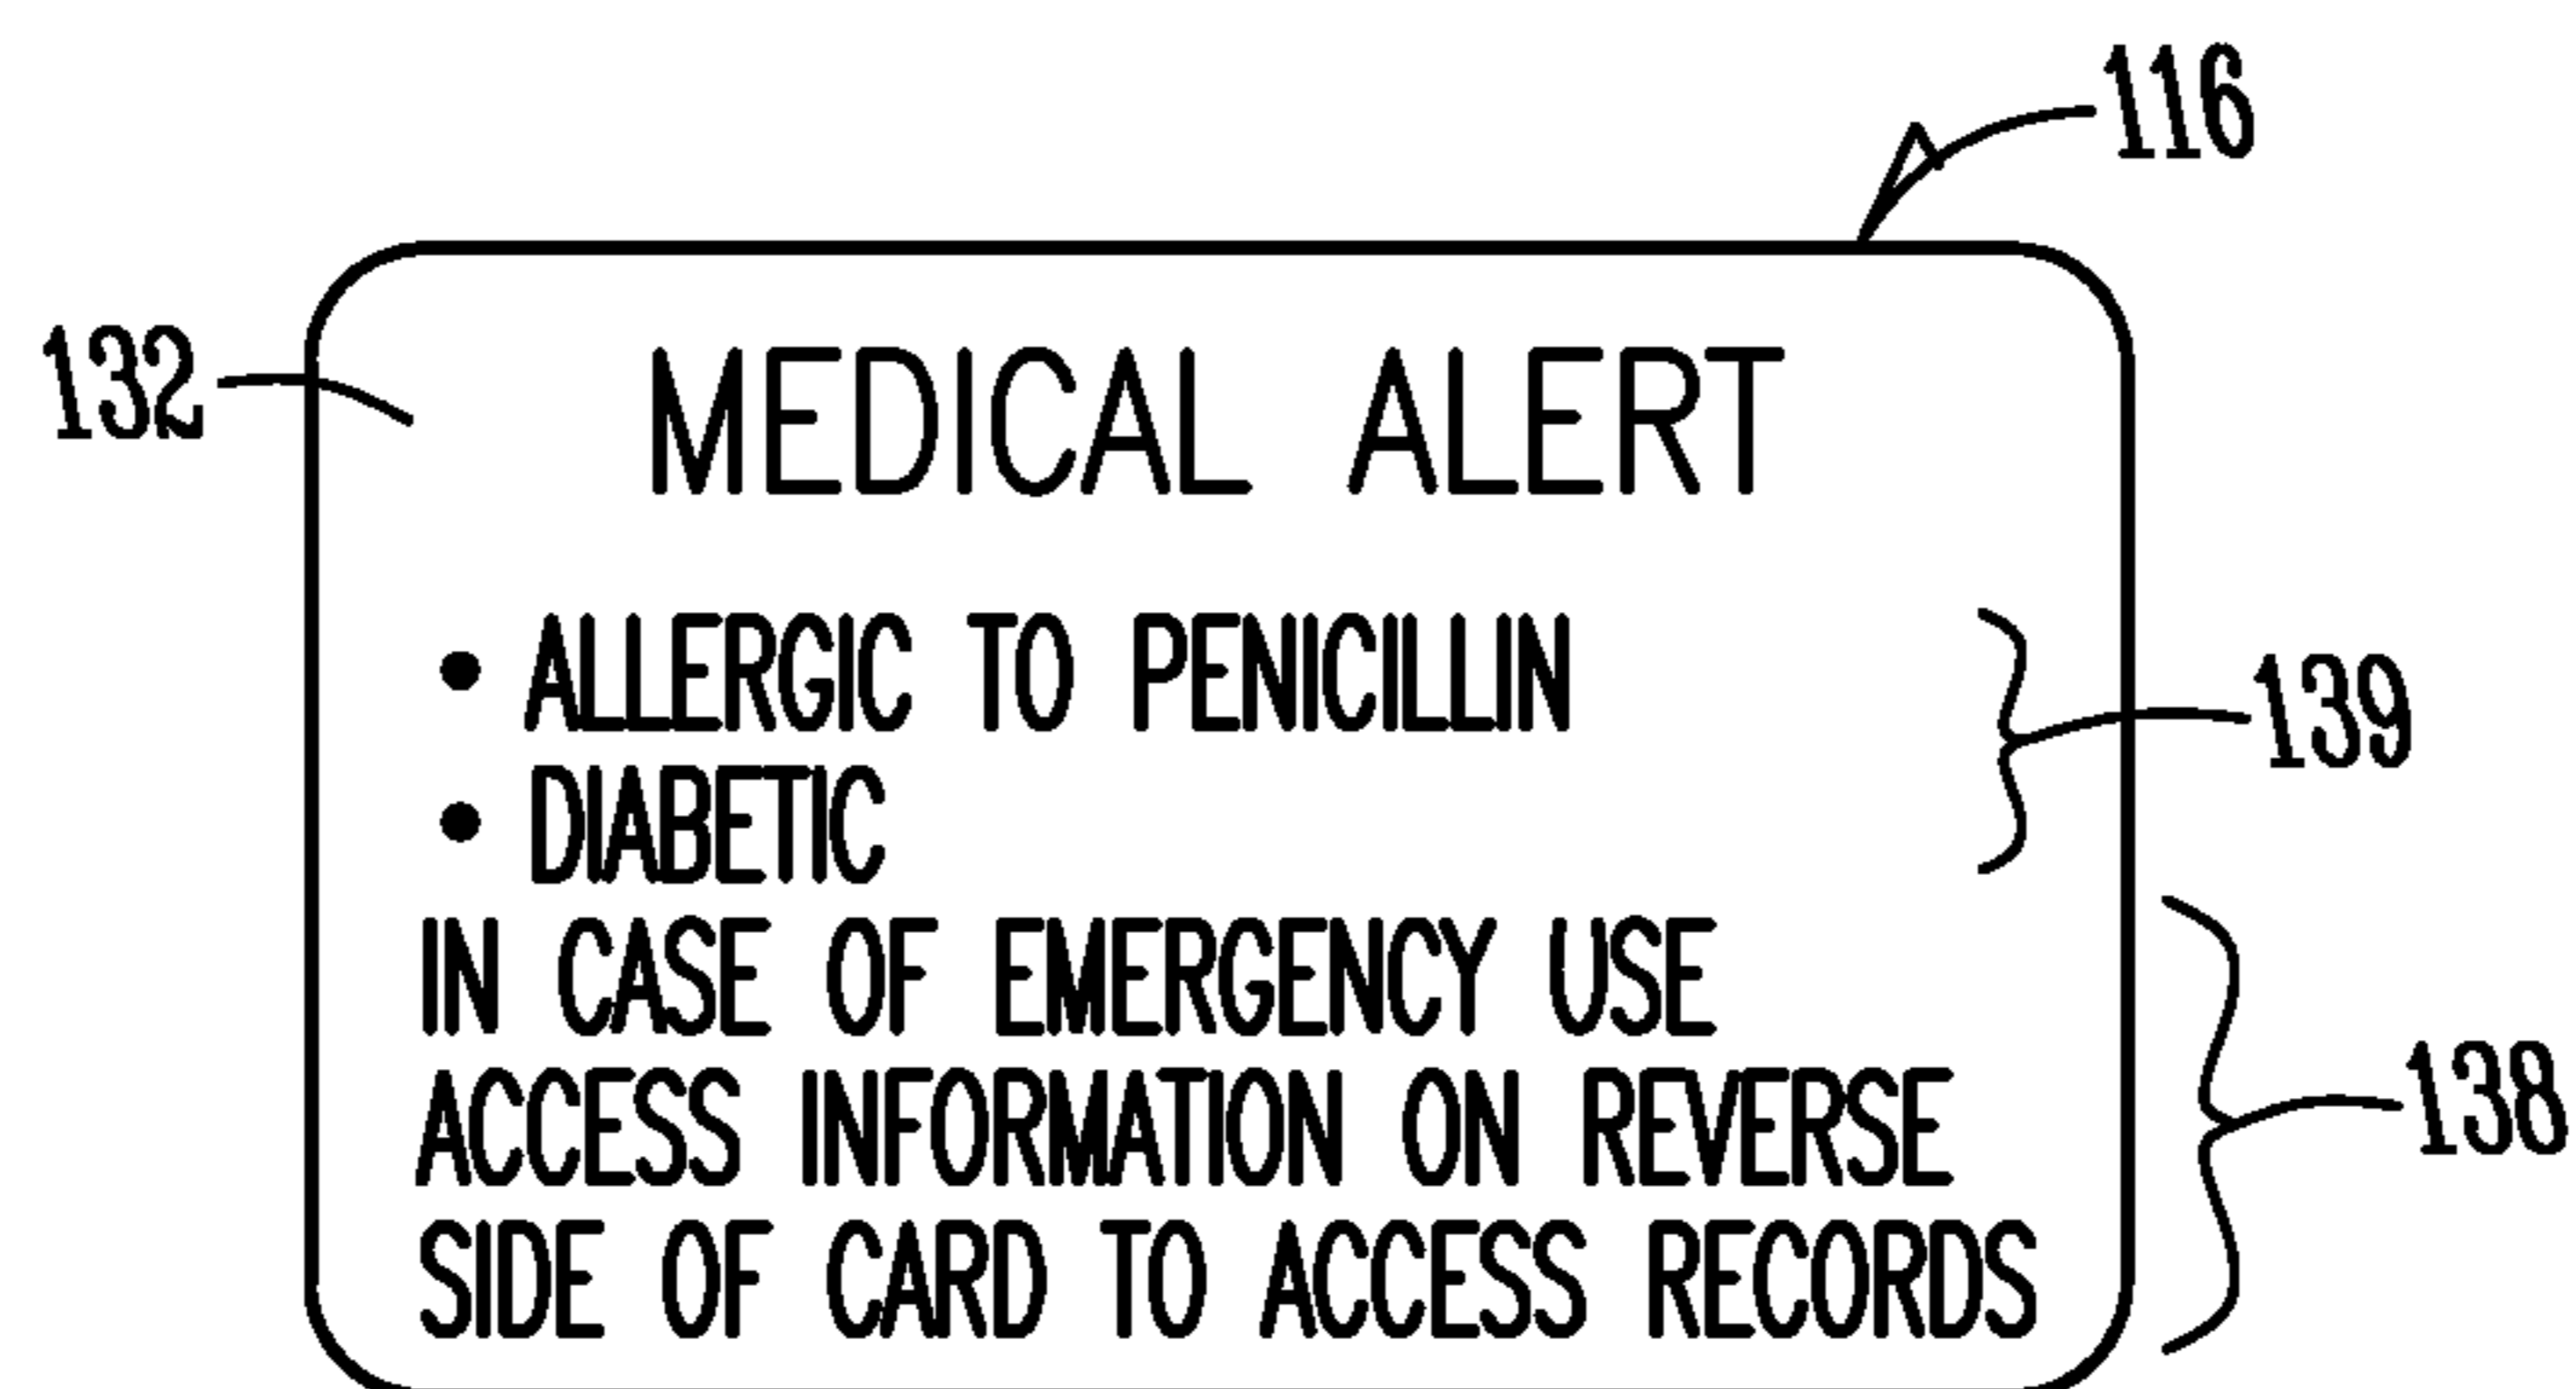 116
132
MEDICAL ALERT
• ALLERGIC TO PENICILLIN
139
• DIABETIC
IN CASE OF EMERGENCY USE
ACCESS INFORMATION ON REVERSE
138
SIDE OF CARD TO ACCESS RECORDS